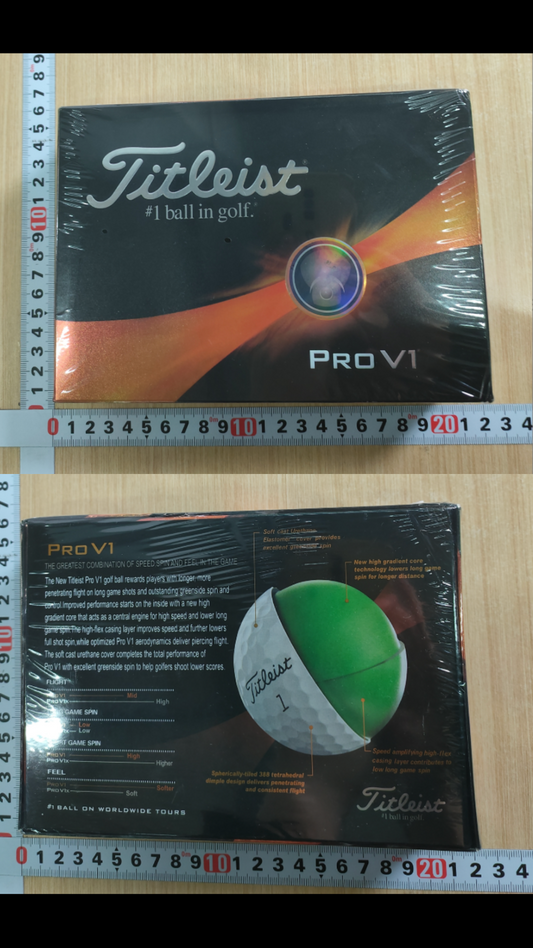 Titleist
#1 ball in golf.
PRO V1
0 1 2 3 4 5 6 7 8 9 10 1 2 3 4 5 6 7 8 9 20 1 2 3 4
PRO V1
THE GREATEST COMBINATION OF SPEED SPIN AND FEEL IN THE GAME
The New Titleist Pro V1 golf ball rewards players with longer, more
penetrating flight on long game shots and outstanding greenside spin and
control.Improved performance starts on the inside with a new high
gradient core that acts as a central engine for high speed and lower long
game spin.The high-flex casing layer improves speed and further lowers
full shot spin,while optimized Pro V1 aerodynamics deliver piercing flight.
The soft cast urethane cover completes the total performance of
Pro V1 with excellent greenside spin to help golfers shoot lower scores.
excellent greenside spin
New high gradient core
technology lowers long game
spin for longer distance
Titleist
1
FLIGHT
Mid
High
GAME SPIN
Low
Low
GAME SPIN
High
Higher
FEEL
Softer
Soft
#1 BALL ON WORLDWIDE TOURS
Spherically-tiled 388 tetrahedral
dimple design delivers penetrating
and consistent flight
Speed amplifying high-flex
casing layer contributes to
low long game spin
Titleist
#1 ball in golf.
0 1 2 3 4 5 6 7 8 9 10 1 2 3 4 5 6 7 8 9 20 1 2 3 4